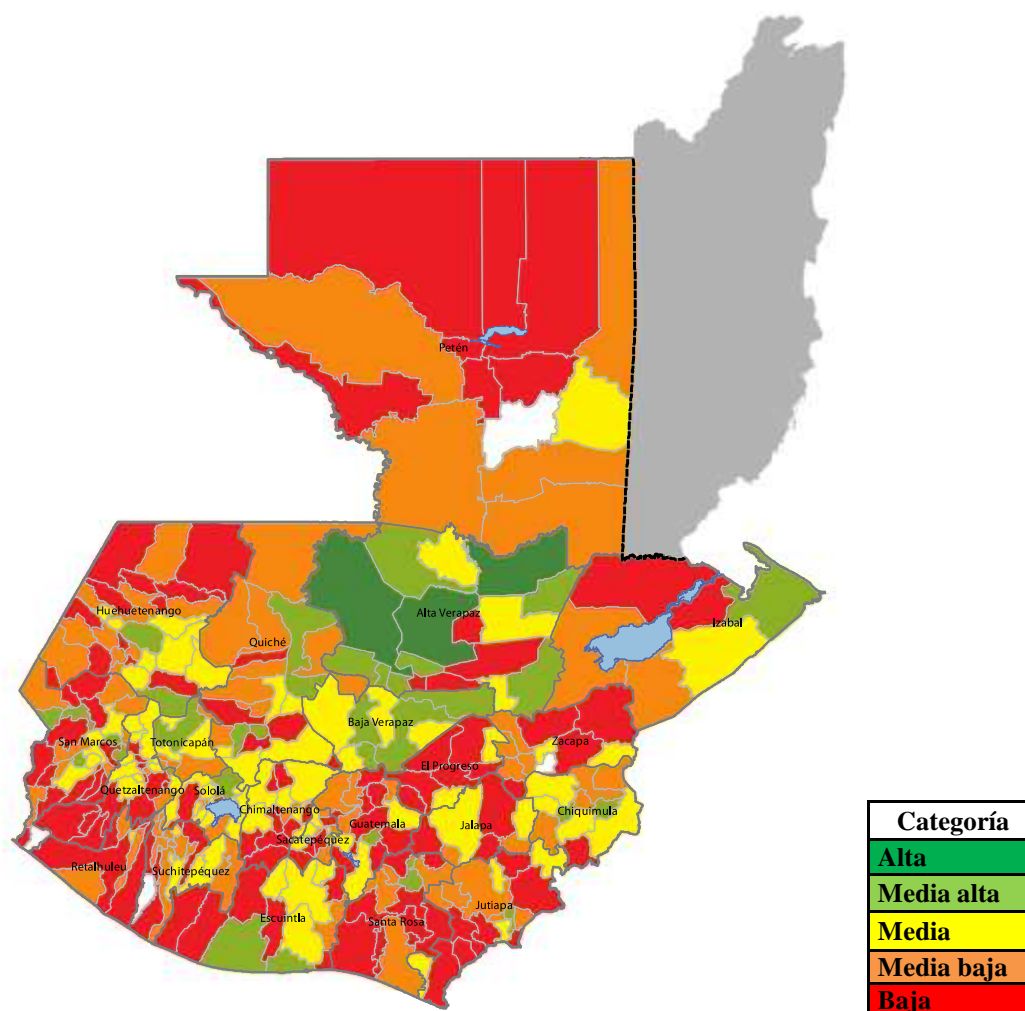 Petén
Huehuetenango
Alta Verapaz
Izabal
Quiché
Baja Verapaz
San Marcos
Totonicapán
Zacapa
El Progreso
Quetzaltenango
Sololá
Chimaltenango
Chiquimula
Guatemala
Jalapa
Sacatepéquez
Retalhuleu
Suchitepéquez
Jutiapa
Escuintla
Santa Rosa
Categoría
Alta
Media alta
Media
Media baja
Baja